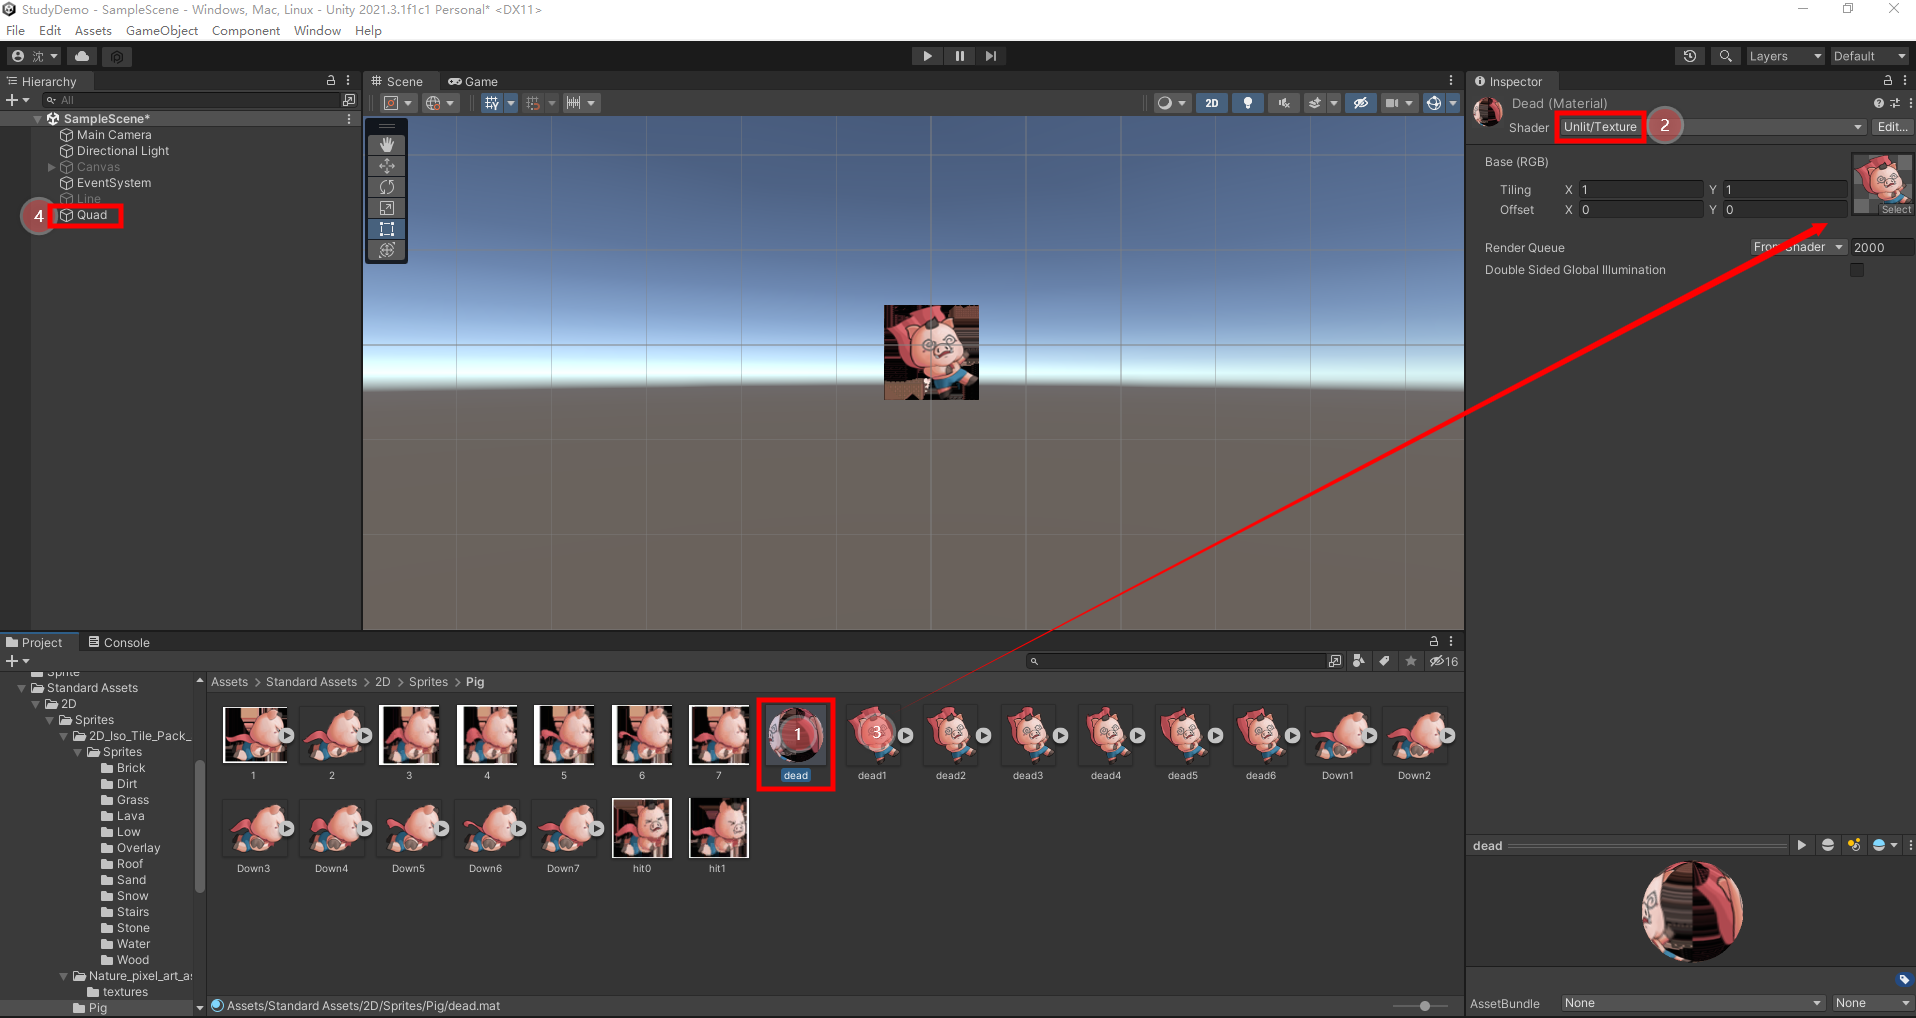 StudyDemo - SampleScene - Windows, Mac, Linux - Unity 2021.3.1f1c1 Personal* <DX11>
File Edit Assets GameObject Component Window Help
沈
Layers Default
Hierarchy
All
SampleScene*
Main Camera
Directional Light
Canvas
EventSystem
Line
4 Quad
Scene Game
2D
Inspector
Dead (Material)
Shader Unlit/Texture 2 Edit...
Base (RGB)
Tiling X 1 Y 1
Offset X 0 Y 0
Select
Render Queue From Shader 2000
Double Sided Global Illumination
Project Console
16
Sprite
Standard Assets
2D
Sprites
2D_Iso_Tile_Pack_
Sprites
Brick
Dirt
Grass
Lava
Low
Overlay
Roof
Sand
Snow
Stairs
Stone
Water
Wood
Nature_pixel_art_as
textures
Pig
Assets > Standard Assets > 2D > Sprites > Pig
1 3
1 2 3 4 5 6 7 dead dead1 dead2 dead3 dead4 dead5 dead6 Down1 Down2
Down3 Down4 Down5 Down6 Down7 hit0 hit1
Assets/Standard Assets/2D/Sprites/Pig/dead.mat
dead
AssetBundle None None